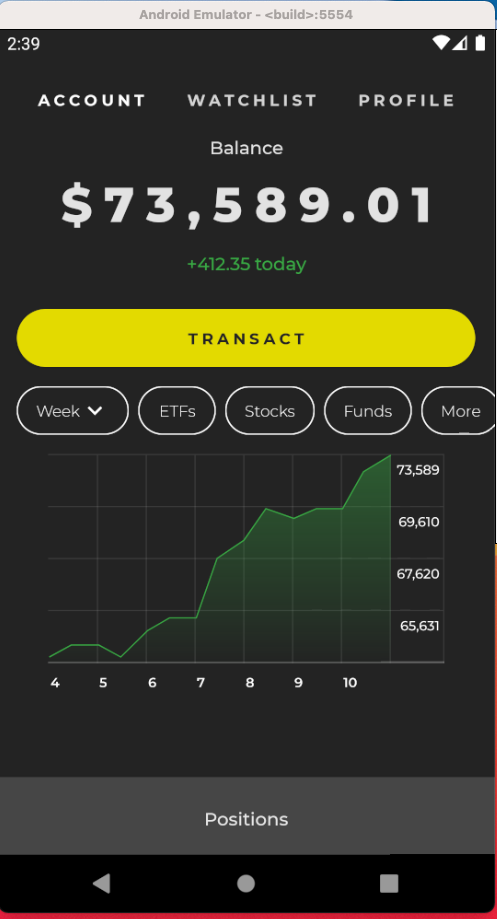 Android Emulator - <build>:5554
2:39
ACCOUNT WATCHLIST PROFILE
Balance
$73,589.01
+412.35 today
TRANSACT
Week ETFs Stocks Funds More
73,589
69,610
67,620
65,631
4 5 6 7 8 9 10
Positions